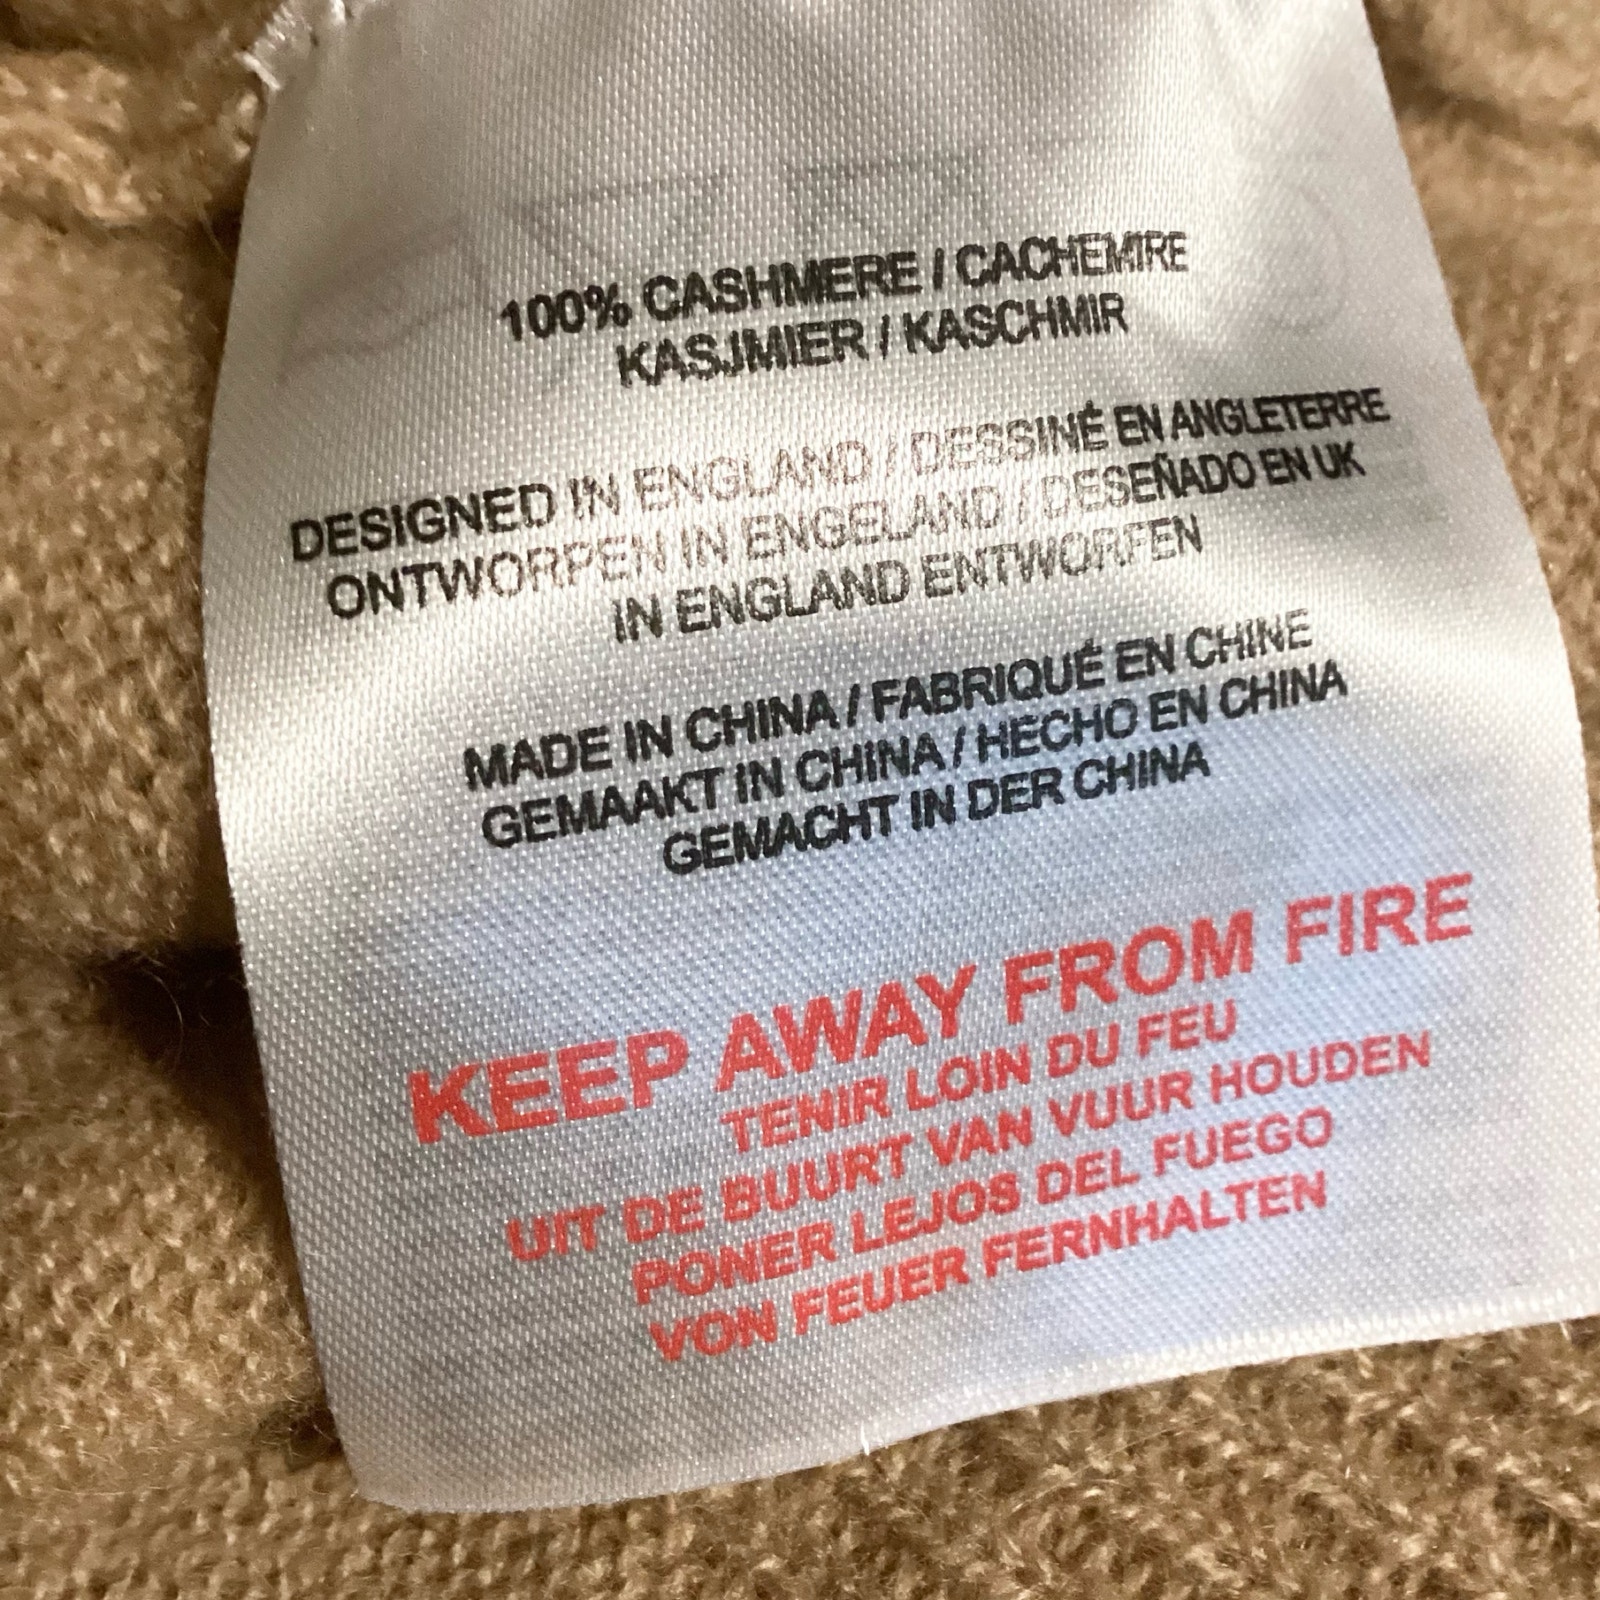 100% CASHMERE / CACHEMIRE
KASJMIER / KASCHMIR
DESIGNED IN ENGLAND / DESSINÉ EN ANGLETERRE
ONTWORPEN IN ENGELAND / DESEÑADO EN UK
IN ENGLAND ENTWORFEN
MADE IN CHINA / FABRIQUÉ EN CHINE
GEMAAKT IN CHINA / HECHO EN CHINA
GEMACHT IN DER CHINA
KEEP AWAY FROM FIRE
TENIR LOIN DU FEU
UIT DE BUURT VAN VUUR HOUDEN
PONER LEJOS DEL FUEGO
VON FEUER FERNHALTEN